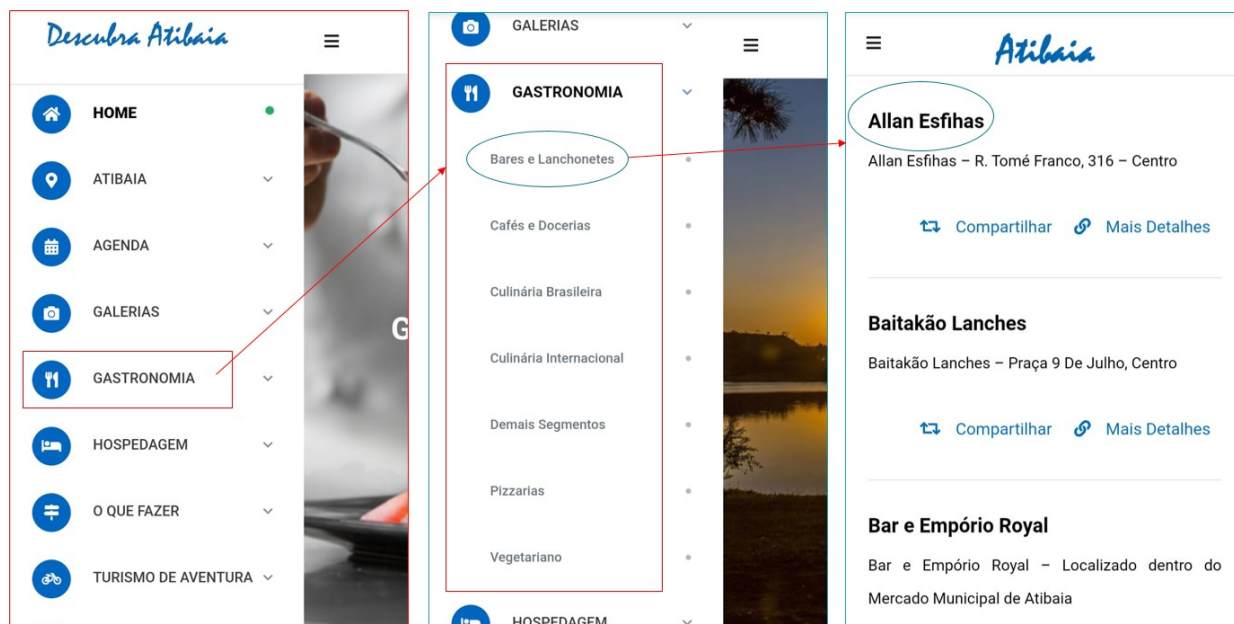 Descubra Atibaia
HOME
ATIBAIA
AGENDA
GALERIAS
GASTRONOMIA
HOSPEDAGEM
O QUE FAZER
TURISMO DE AVENTURA
G
GALERIAS
GASTRONOMIA
Bares e Lanchonetes
Cafés e Docerias
Culinária Brasileira
Culinária Internacional
Demais Segmentos
Pizzarias
Vegetariano
HOSPEDAGEM
Atibaia
Allan Esfihas
Allan Esfihas – R. Tomé Franco, 316 – Centro
Compartilhar Mais Detalhes
Baitakão Lanches
Baitakão Lanches – Praça 9 De Julho, Centro
Compartilhar Mais Detalhes
Bar e Empório Royal
Bar e Empório Royal – Localizado dentro do
Mercado Municipal de Atibaia